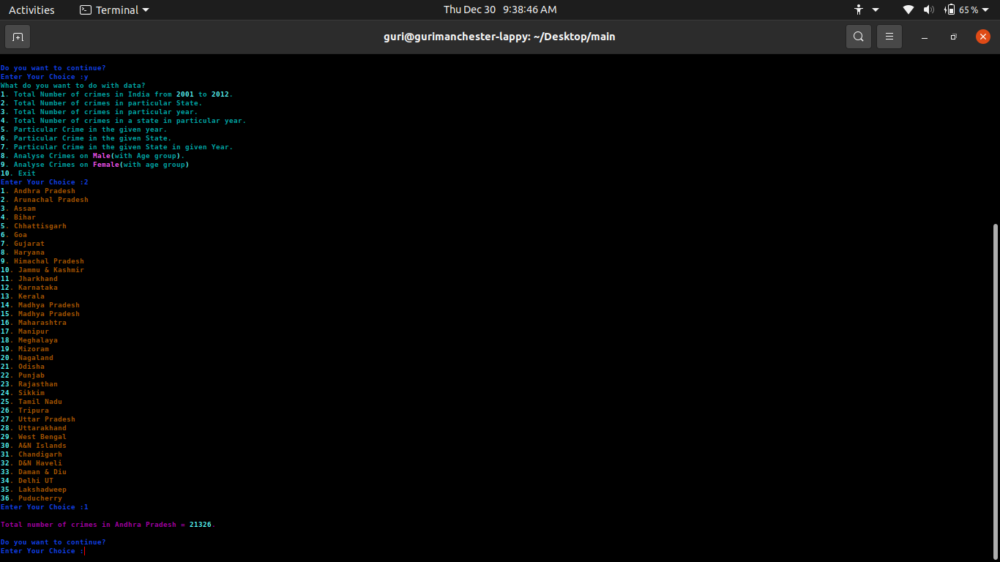 Activities Terminal Thu Dec 30 9:38:46 AM 65 %
guri@gurimanchester-lappy: ~/Desktop/main
Do you want to continue?
Enter Your Choice :y
What do you want to do with data?
1. Total Number of crimes in India from 2001 to 2012.
2. Total Number of crimes in particular State.
3. Total Number of crimes in particular year.
4. Total Number of crimes in a state in particular year.
5. Particular Crime in the given year.
6. Particular Crime in the given State.
7. Particular Crime in the given State in given Year.
8. Analyse Crimes on Male(with Age group).
9. Analyse Crimes on Female(with age group)
10. Exit
Enter Your Choice :2
1. Andhra Pradesh
2. Arunachal Pradesh
3. Assam
4. Bihar
5. Chhattisgarh
6. Goa
7. Gujarat
8. Haryana
9. Himachal Pradesh
10. Jammu & Kashmir
11. Jharkhand
12. Karnataka
13. Kerala
14. Madhya Pradesh
15. Madhya Pradesh
16. Maharashtra
17. Manipur
18. Meghalaya
19. Mizoram
20. Nagaland
21. Odisha
22. Punjab
23. Rajasthan
24. Sikkim
25. Tamil Nadu
26. Tripura
27. Uttar Pradesh
28. Uttarakhand
29. West Bengal
30. A&N Islands
31. Chandigarh
32. D&N Haveli
33. Daman & Diu
34. Delhi UT
35. Lakshadweep
36. Puducherry
Enter Your Choice :1
Total number of crimes in Andhra Pradesh = 21326.
Do you want to continue?
Enter Your Choice :